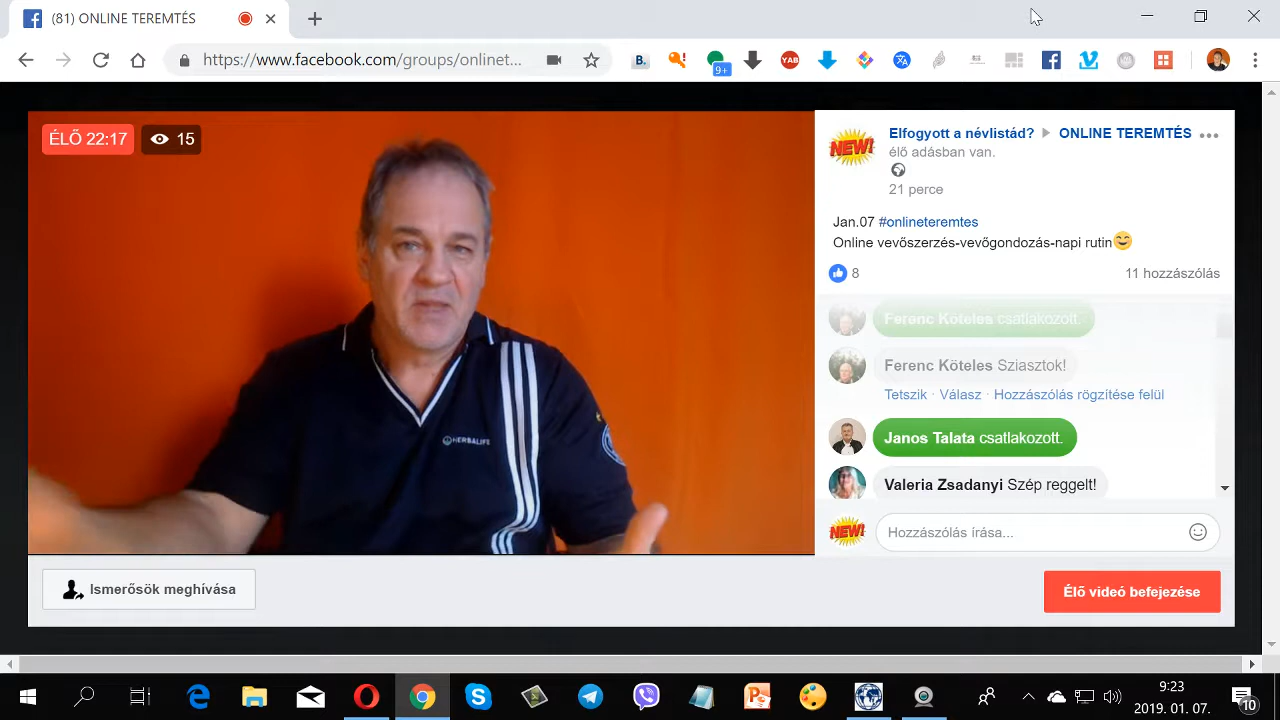 (81) ONLINE TEREMTÉS
https://www.facebook.com/groups/onlinet...
B.
9+
YAB
ÉLŐ 22:17
15
HERBALIFE
NEW!
Elfogyott a névlistád? ONLINE TEREMTÉS
élő adásban van.
21 perce
Jan.07 #onlineteremtes
Online vevőszerzés-vevőgondozás-napi rutin
8
11 hozzászólás
Ferenc Köteles csatlakozott.
Ferenc Köteles Sziasztok!
Tetszik · Válasz · Hozzászólás rögzítése felül
Janos Talata csatlakozott.
Valeria Zsadanyi Szép reggelt!
NEW!
Hozzászólás írása...
Ismerősök meghívása
Élő videó befejezése
9:23
2019. 01. 07.
10